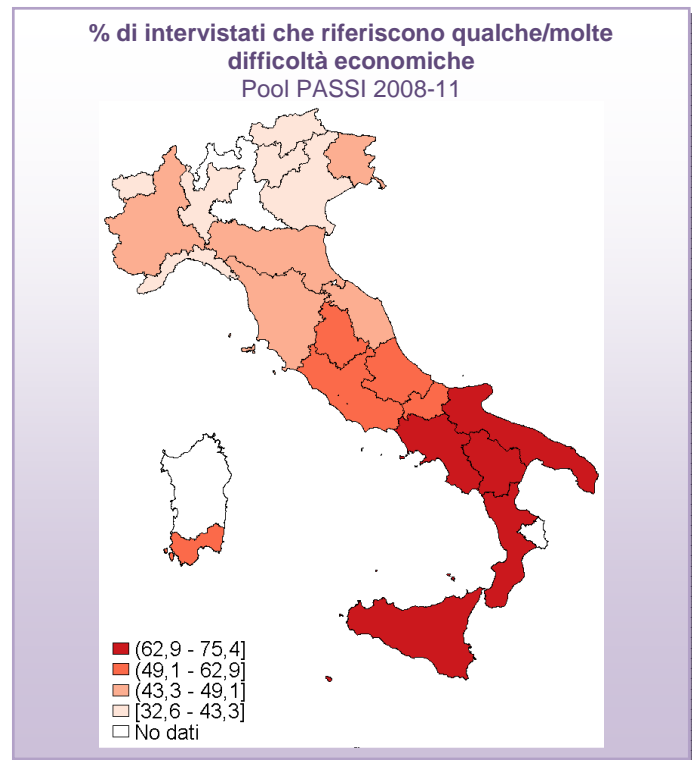 % di intervistati che riferiscono qualche/molte
difficoltà economiche
Pool PASSI 2008-11
(62,9 - 75,4]
(49,1 - 62,9]
(43,3 - 49,1]
[32,6 - 43,3]
No dati